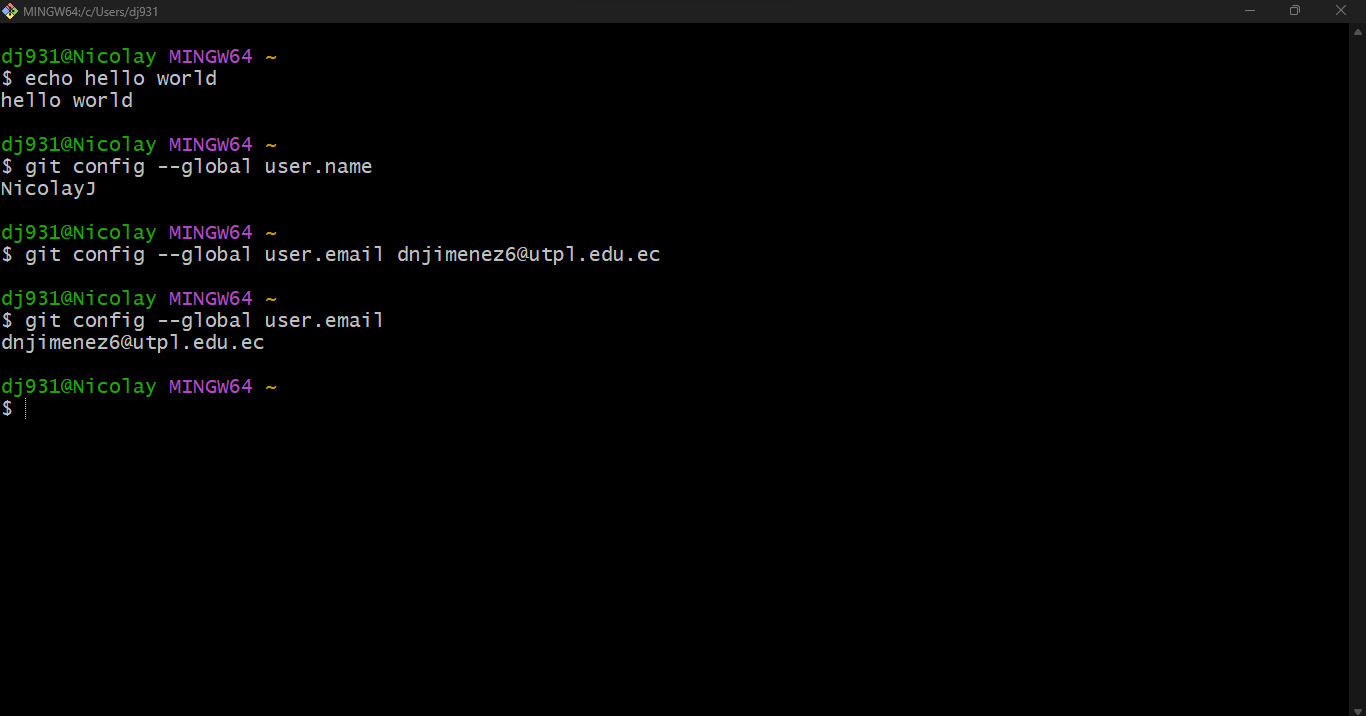 MINGW64:/c/Users/dj931
dj931@Nicolay MINGW64 ~
$ echo hello world
hello world
dj931@Nicolay MINGW64 ~
$ git config --global user.name
NicolayJ
dj931@Nicolay MINGW64 ~
$ git config --global user.email dnjimenez6@utpl.edu.ec
dj931@Nicolay MINGW64 ~
$ git config --global user.email
dnjimenez6@utpl.edu.ec
dj931@Nicolay MINGW64 ~
$